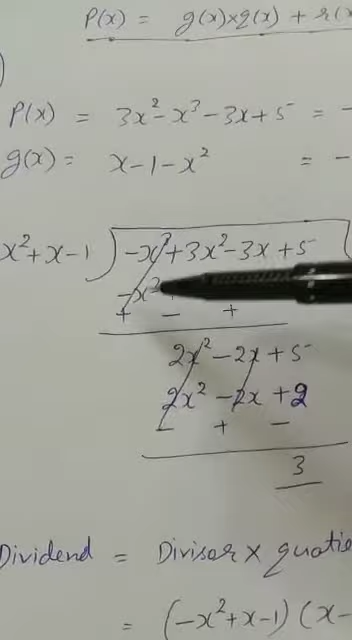 P(x) = g(x)×q(x) + r(x
)
P(x) = 3x² - x³ - 3x + 5 = -
g(x) = x - 1 - x² = -
x² + x - 1 ) -x³ + 3x² - 3x + 5
-x³
+ - +
2x² - 2x + 5
2x² - 2x + 2
- + -
3
Dividend = Divisor × quotie
= (-x² + x - 1) (x -